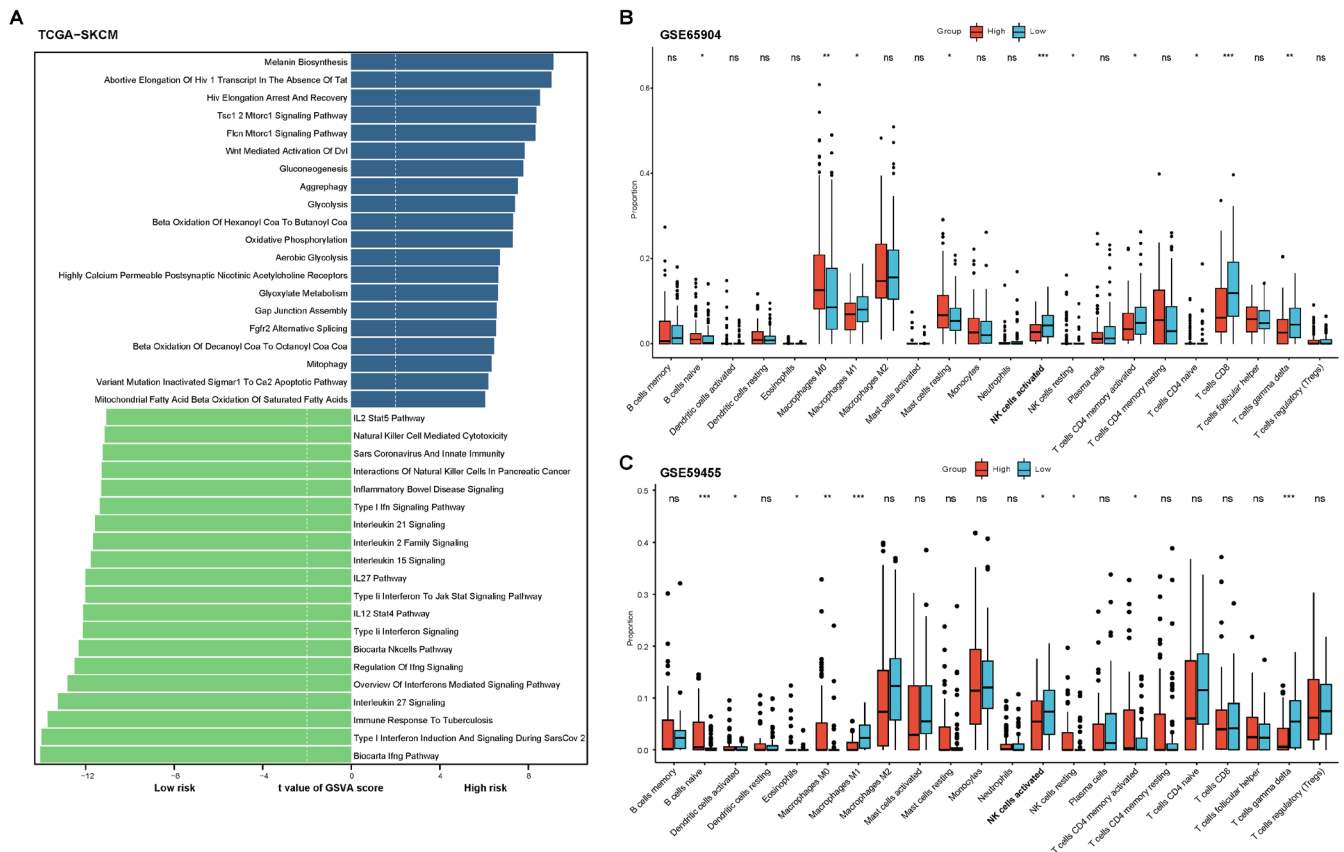 A
TCGA-SKCM
Melanin Biosynthesis
Abortive Elongation Of Hiv 1 Transcript In The Absence Of Tat
Hiv Elongation Arrest And Recovery
Tsc1 2 Mtorc1 Signaling Pathway
Flcn Mtorc1 Signaling Pathway
Wnt Mediated Activation Of Dvl
Gluconeogenesis
Aggrephagy
Glycolysis
Beta Oxidation Of Hexanoyl Coa To Butanoyl Coa
Oxidative Phosphorylation
Aerobic Glycolysis
Highly Calcium Permeable Postsynaptic Nicotinic Acetylcholine Receptors
Glyoxylate Metabolism
Gap Junction Assembly
Fgfr2 Alternative Splicing
Beta Oxidation Of Decanoyl Coa To Octanoyl Coa Coa
Mitophagy
Variant Mutation Inactivated Sigmar1 To Ca2 Apoptotic Pathway
Mitochondrial Fatty Acid Beta Oxidation Of Saturated Fatty Acids
IL2 Stat5 Pathway
Natural Killer Cell Mediated Cytotoxicity
Sars Coronavirus And Innate Immunity
Interactions Of Natural Killer Cells In Pancreatic Cancer
Inflammatory Bowel Disease Signaling
Type I Ifn Signaling Pathway
Interleukin 21 Signaling
Interleukin 2 Family Signaling
Interleukin 15 Signaling
IL27 Pathway
Type Ii Interferon To Jak Stat Signaling Pathway
IL12 Stat4 Pathway
Type Ii Interferon Signaling
Biocarta Nkcells Pathway
Regulation Of Ifng Signaling
Overview Of Interferons Mediated Signaling Pathway
Interleukin 27 Signaling
Immune Response To Tuberculosis
Type I Interferon Induction And Signaling During SarsCov 2
Biocarta Ifng Pathway
−12 −8 −4 0 4 8
Low risk t value of GSVA score High risk
B
GSE65904
Group High Low
ns * ns ns ns ** * ns ns * ns ns *** * ns * ns * *** ns ** ns
0.6
0.4
0.2
0.0
Proportion
B cells memory
B cells naive
Dendritic cells activated
Dendritic cells resting
Eosinophils
Macrophages M0
Macrophages M1
Macrophages M2
Mast cells activated
Mast cells resting
Monocytes
Neutrophils
NK cells activated
NK cells resting
Plasma cells
T cells CD4 memory activated
T cells CD4 memory resting
T cells CD4 naive
T cells CD8
T cells follicular helper
T cells gamma delta
T cells regulatory (Tregs)
C
GSE59455
Group High Low
ns *** * ns * ** *** ns ns ns ns ns * * ns * ns ns ns ns *** ns
0.5
0.4
0.3
0.2
0.1
0.0
Proportion
B cells memory
B cells naive
Dendritic cells activated
Dendritic cells resting
Eosinophils
Macrophages M0
Macrophages M1
Macrophages M2
Mast cells activated
Mast cells resting
Monocytes
Neutrophils
NK cells activated
NK cells resting
Plasma cells
T cells CD4 memory activated
T cells CD4 memory resting
T cells CD4 naive
T cells CD8
T cells follicular helper
T cells gamma delta
T cells regulatory (Tregs)